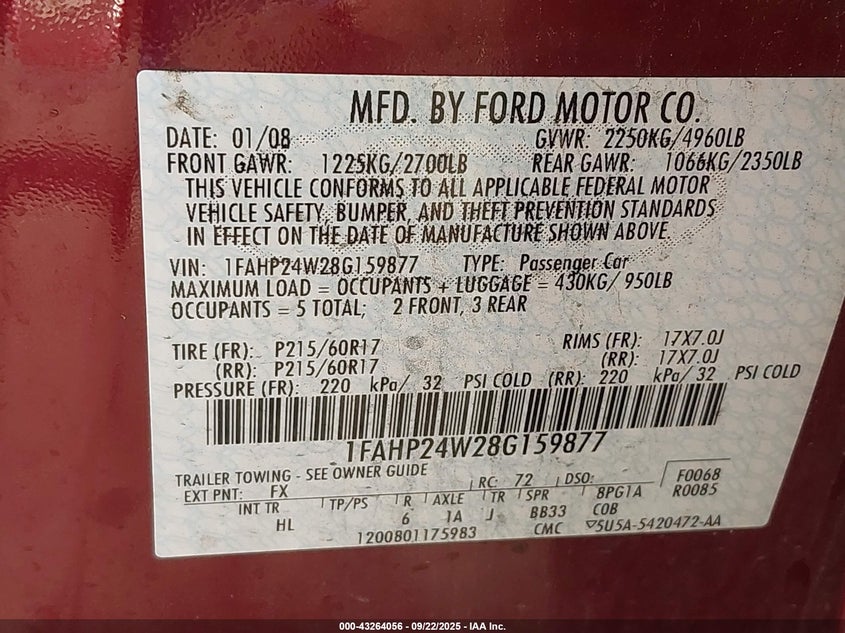 MFD. BY FORD MOTOR CO.
DATE: 01/08 GVWR: 2250KG/4960LB
FRONT GAWR: 1225KG/2700LB REAR GAWR: 1066KG/2350LB
THIS VEHICLE CONFORMS TO ALL APPLICABLE FEDERAL MOTOR
VEHICLE SAFETY, BUMPER, AND THEFT PREVENTION STANDARDS
IN EFFECT ON THE DATE OF MANUFACTURE SHOWN ABOVE.
VIN: 1FAHP24W28G159877 TYPE: Passenger Car
MAXIMUM LOAD = OCCUPANTS + LUGGAGE = 430KG/ 950LB
OCCUPANTS = 5 TOTAL; 2 FRONT, 3 REAR
TIRE (FR): P215/60R17 RIMS (FR): 17X7.0J
(RR): P215/60R17 (RR): 17X7.0J
PRESSURE (FR): 220 kPa/ 32 PSI COLD (RR): 220 kPa/ 32 PSI COLD
1FAHP24W28G159877
TRAILER TOWING - SEE OWNER GUIDE
EXT PNT: FX RC: 72 DSO: F0068
INT TR TP/PS R AXLE TR SPR 8PG1A R0085
HL 6 1A J BB33 COB
1200801175983 CMC 5U5A-5420472-AA
000-43264056 - 09/22/2025 - IAA Inc.